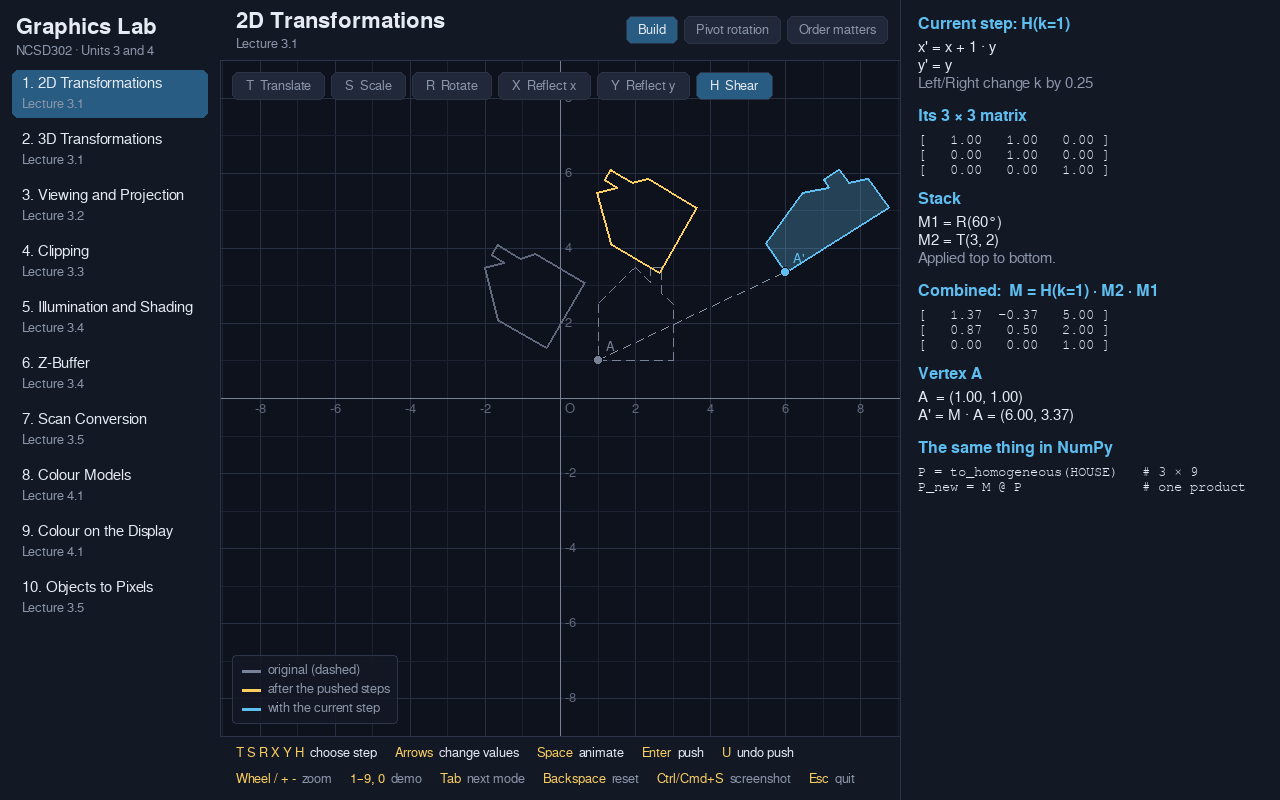 Graphics Lab
NCSD302 · Units 3 and 4
1. 2D Transformations
Lecture 3.1
2. 3D Transformations
Lecture 3.1
3. Viewing and Projection
Lecture 3.2
4. Clipping
Lecture 3.3
5. Illumination and Shading
Lecture 3.4
6. Z-Buffer
Lecture 3.4
7. Scan Conversion
Lecture 3.5
8. Colour Models
Lecture 4.1
9. Colour on the Display
Lecture 4.1
10. Objects to Pixels
Lecture 3.5
2D Transformations
Lecture 3.1
Build Pivot rotation Order matters
T Translate S Scale R Rotate X Reflect x Y Reflect y H Shear
6
4
2
A'
A
-8 -6 -4 -2 O 2 4 6 8
-2
-4
-6
-8
original (dashed)
after the pushed steps
with the current step
T S R X Y H choose step Arrows change values Space animate Enter push U undo push
Wheel / + - zoom 1–9, 0 demo Tab next mode Backspace reset Ctrl/Cmd+S screenshot Esc quit
Current step: H(k=1)
x' = x + 1 · y
y' = y
Left/Right change k by 0.25
Its 3 × 3 matrix
[ 1.00 1.00 0.00 ]
[ 0.00 1.00 0.00 ]
[ 0.00 0.00 1.00 ]
Stack
M1 = R(60°)
M2 = T(3, 2)
Applied top to bottom.
Combined: M = H(k=1) · M2 · M1
[ 1.37 −0.37 5.00 ]
[ 0.87 0.50 2.00 ]
[ 0.00 0.00 1.00 ]
Vertex A
A = (1.00, 1.00)
A' = M · A = (6.00, 3.37)
The same thing in NumPy
P = to_homogeneous(HOUSE) # 3 × 9
P_new = M @ P # one product